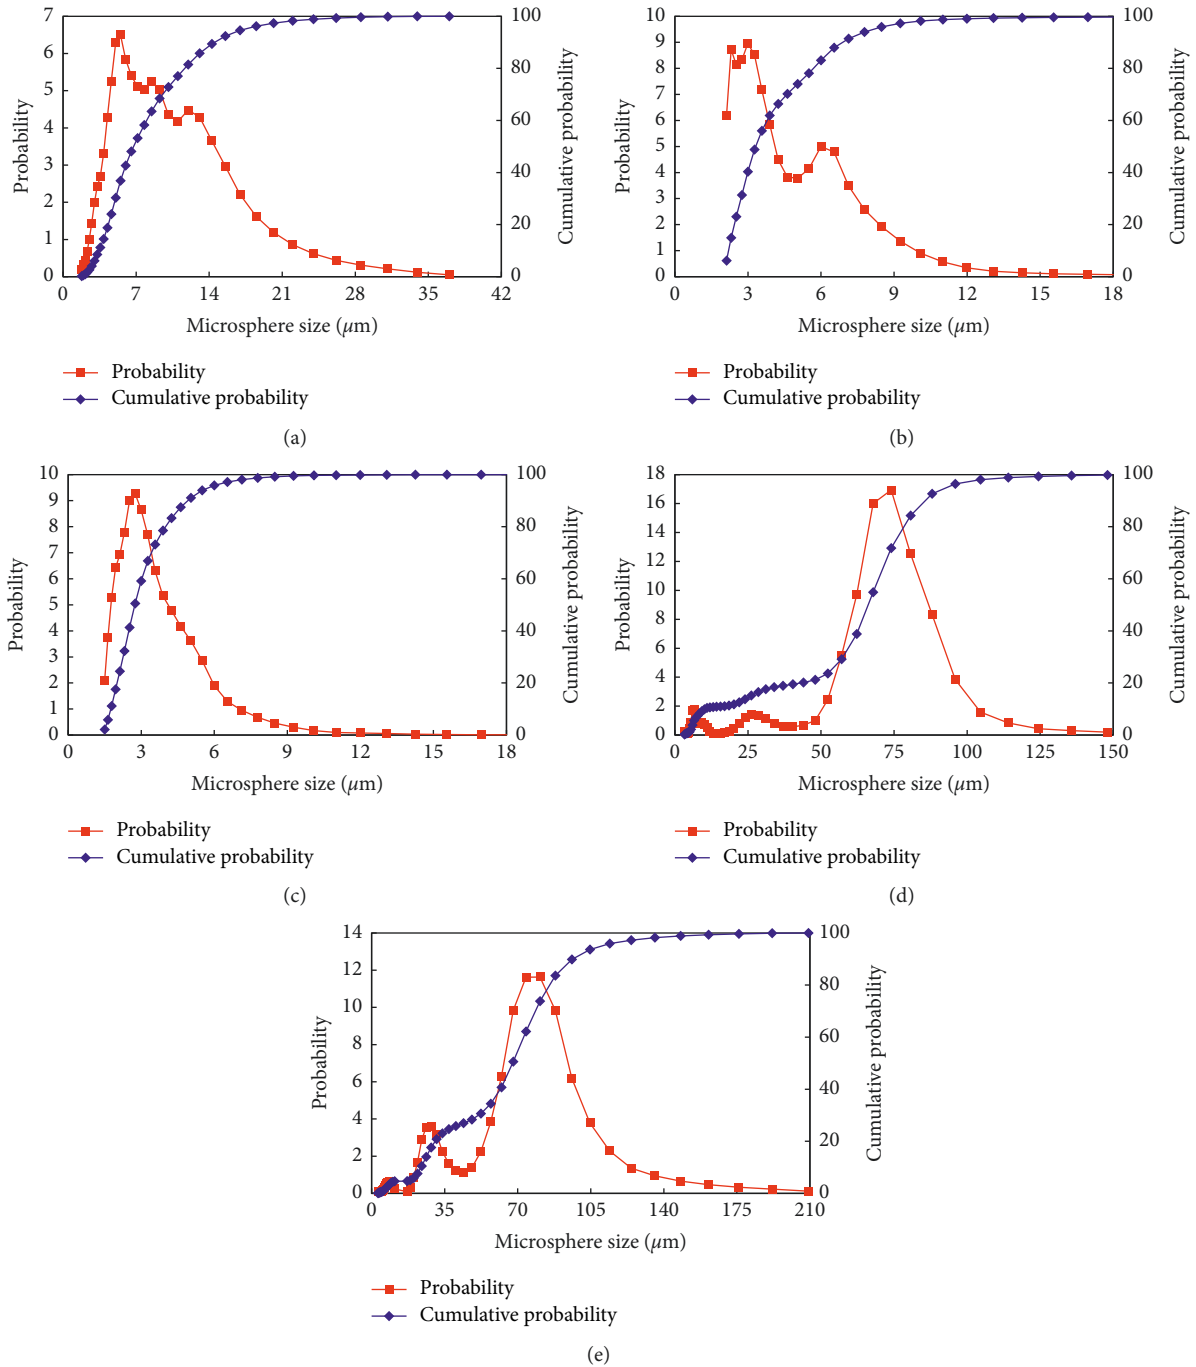 7
6
5
4
3
2
1
0
Probability
100
80
60
40
20
0
Cumulative probability
0 7 14 21 28 35 42
Microsphere size (μm)
Probability
Cumulative probability
(a)
10
9
8
7
6
5
4
3
2
1
0
Probability
100
80
60
40
20
0
Cumulative probability
0 3 6 9 12 15 18
Microsphere size (μm)
Probability
Cumulative probability
(b)
10
9
8
7
6
5
4
3
2
1
0
Probability
100
80
60
40
20
0
Cumulative probability
0 3 6 9 12 15 18
Microsphere size (μm)
Probability
Cumulative probability
(c)
18
16
14
12
10
8
6
4
2
0
Probability
100
80
60
40
20
0
Cumulative probability
0 25 50 75 100 125 150
Microsphere size (μm)
Probability
Cumulative probability
(d)
14
12
10
8
6
4
2
0
Probability
100
80
60
40
20
0
Cumulative probability
0 35 70 105 140 175 210
Microsphere size (μm)
Probability
Cumulative probability
(e)